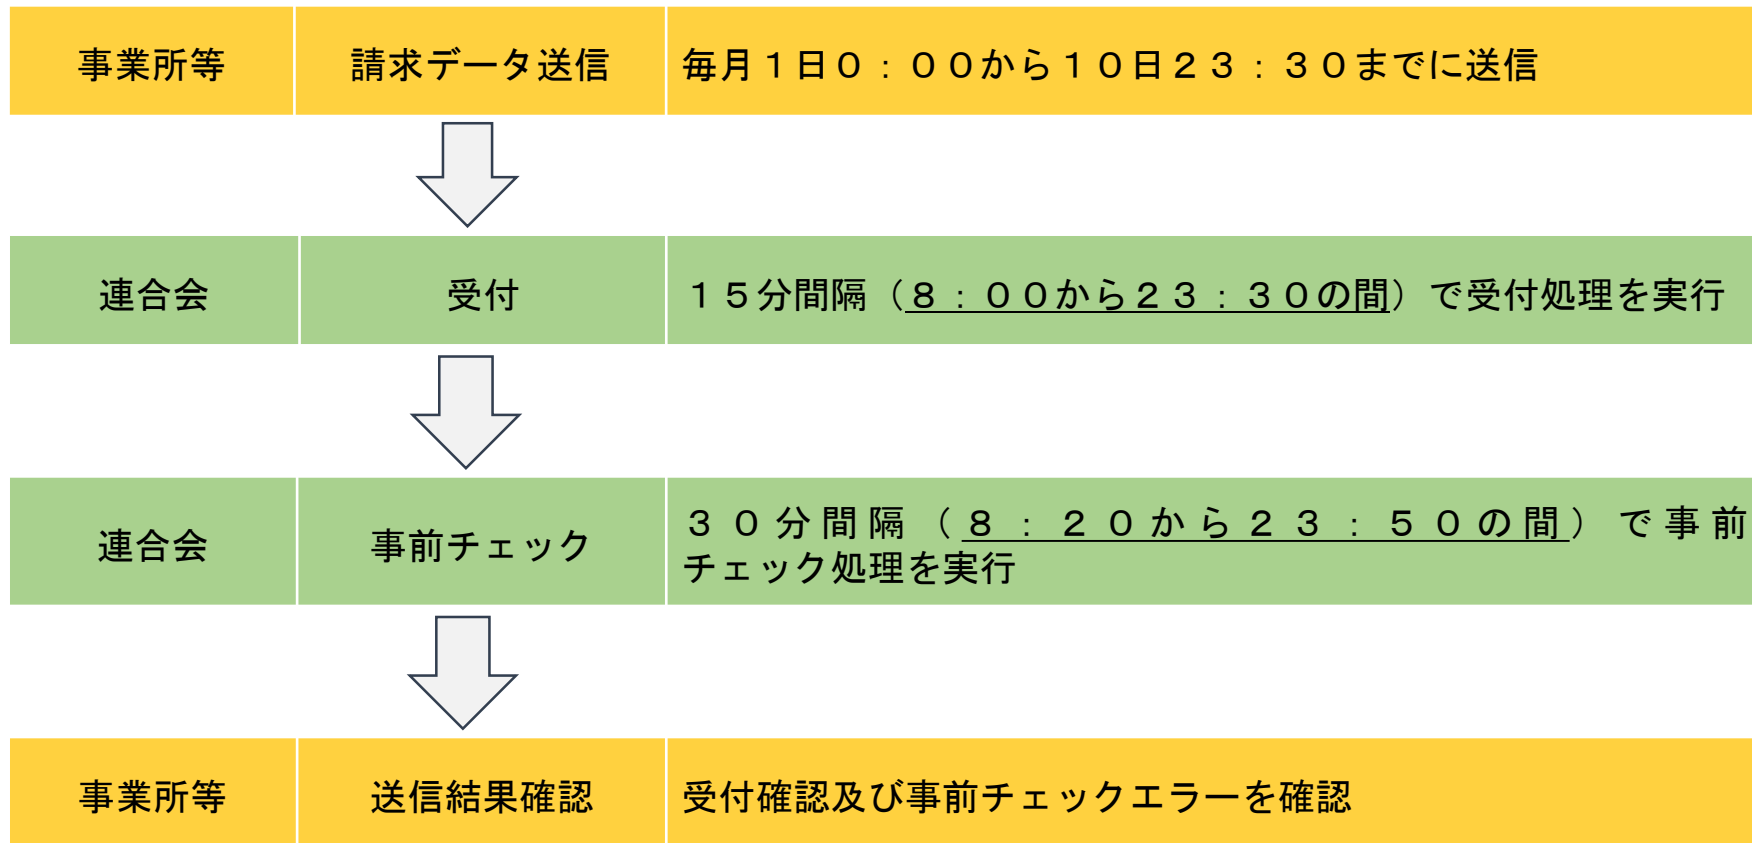 事業所等 請求データ送信 毎月１日０：００から１０日２３：３０までに送信
連合会 受付 １５分間隔（８：００から２３：３０の間）で受付処理を実行
連合会 事前チェック ３０分間隔（８：２０から２３：５０の間）で事前
チェック処理を実行
事業所等 送信結果確認 受付確認及び事前チェックエラーを確認